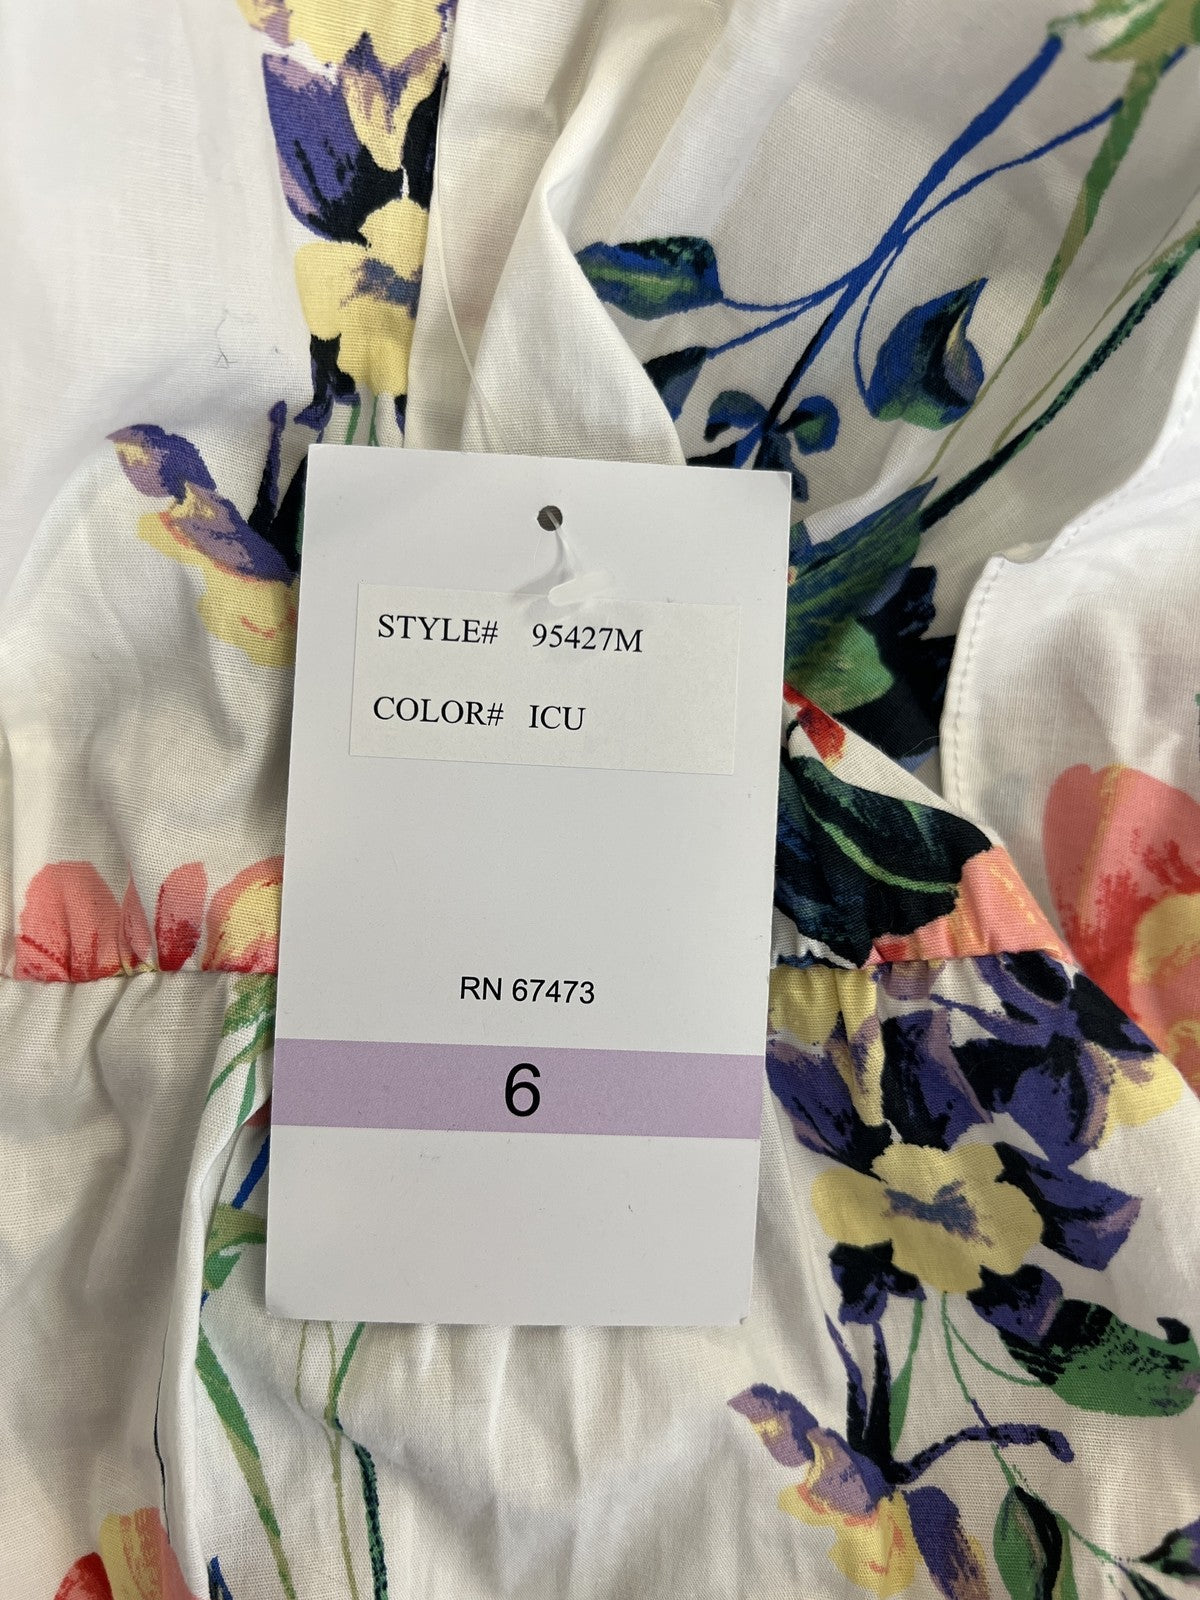 STYLE# 95427M
COLOR# ICU
RN 67473
6